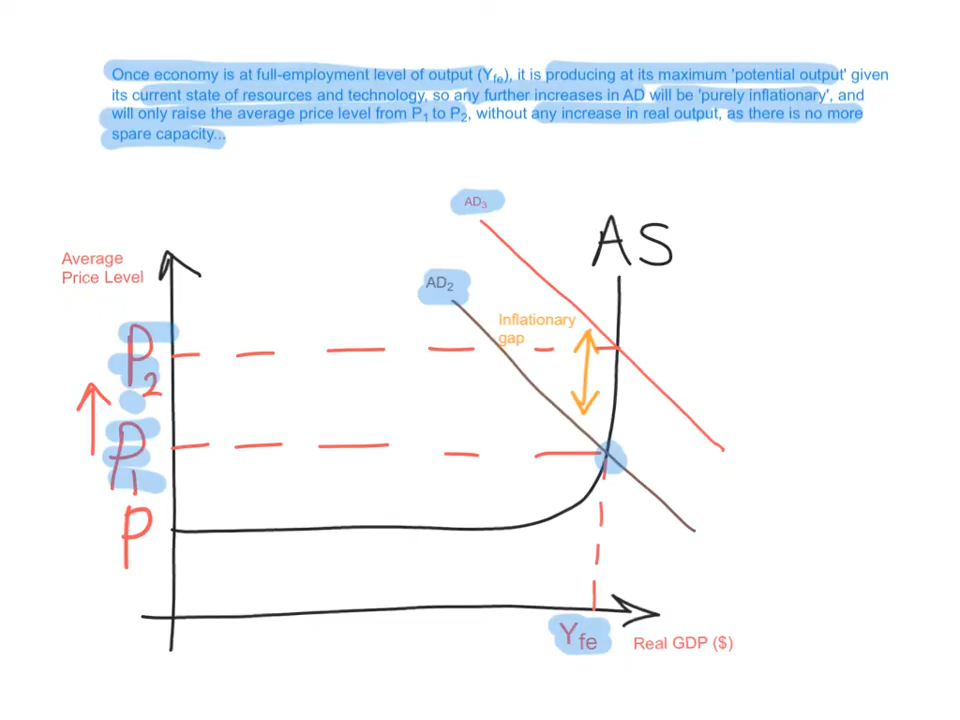 Once economy is at full-employment level of output (Yfe), it is producing at its maximum 'potential output' given
its current state of resources and technology, so any further increases in AD will be 'purely inflationary', and
will only raise the average price level from P1 to P2, without any increase in real output, as there is no more
spare capacity...
AD3
AS
Average
Price Level
AD2
Inflationary
gap
P2
P1
P
Yfe
Real GDP ($)